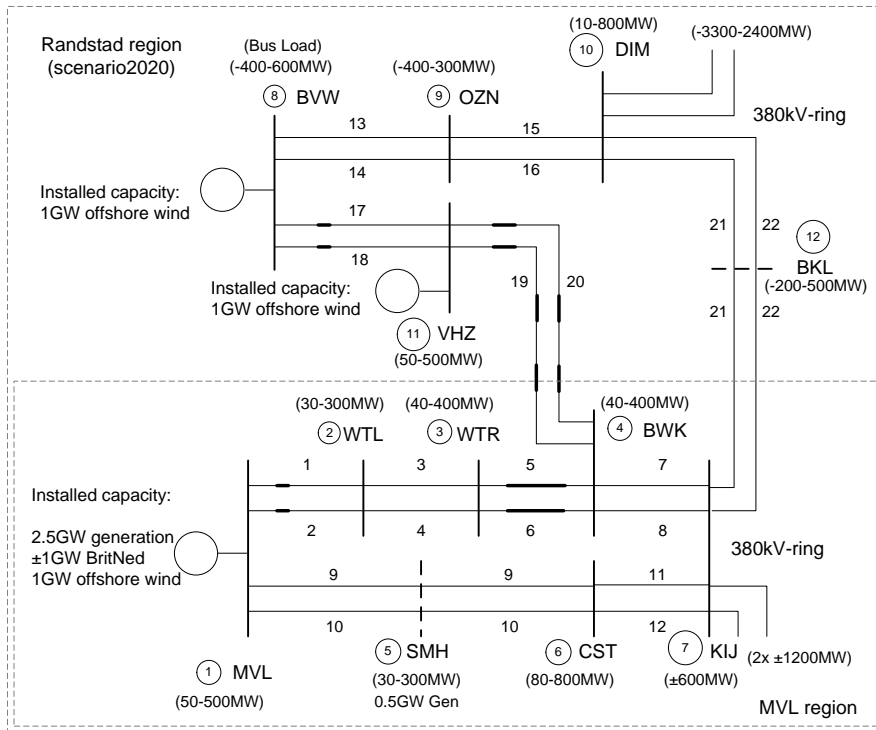 Randstad region
(scenario2020)
(Bus Load)
(-400-600MW)
8 BVW
(-400-300MW)
9 OZN
(10-800MW)
10 DIM
(-3300-2400MW)
380kV-ring
13
15
14
16
Installed capacity:
1GW offshore wind
17
18
21
22
12
BKL
(-200-500MW)
Installed capacity:
1GW offshore wind
19
20
21
22
11 VHZ
(50-500MW)
(30-300MW)
2 WTL
(40-400MW)
3 WTR
(40-400MW)
4 BWK
1
3
5
7
Installed capacity:
2.5GW generation
±1GW BritNed
1GW offshore wind
2
4
6
8
380kV-ring
9
9
11
10
10
12
1 MVL
(50-500MW)
5 SMH
(30-300MW)
0.5GW Gen
6 CST
(80-800MW)
7 KIJ
(±600MW)
(2x ±1200MW)
MVL region